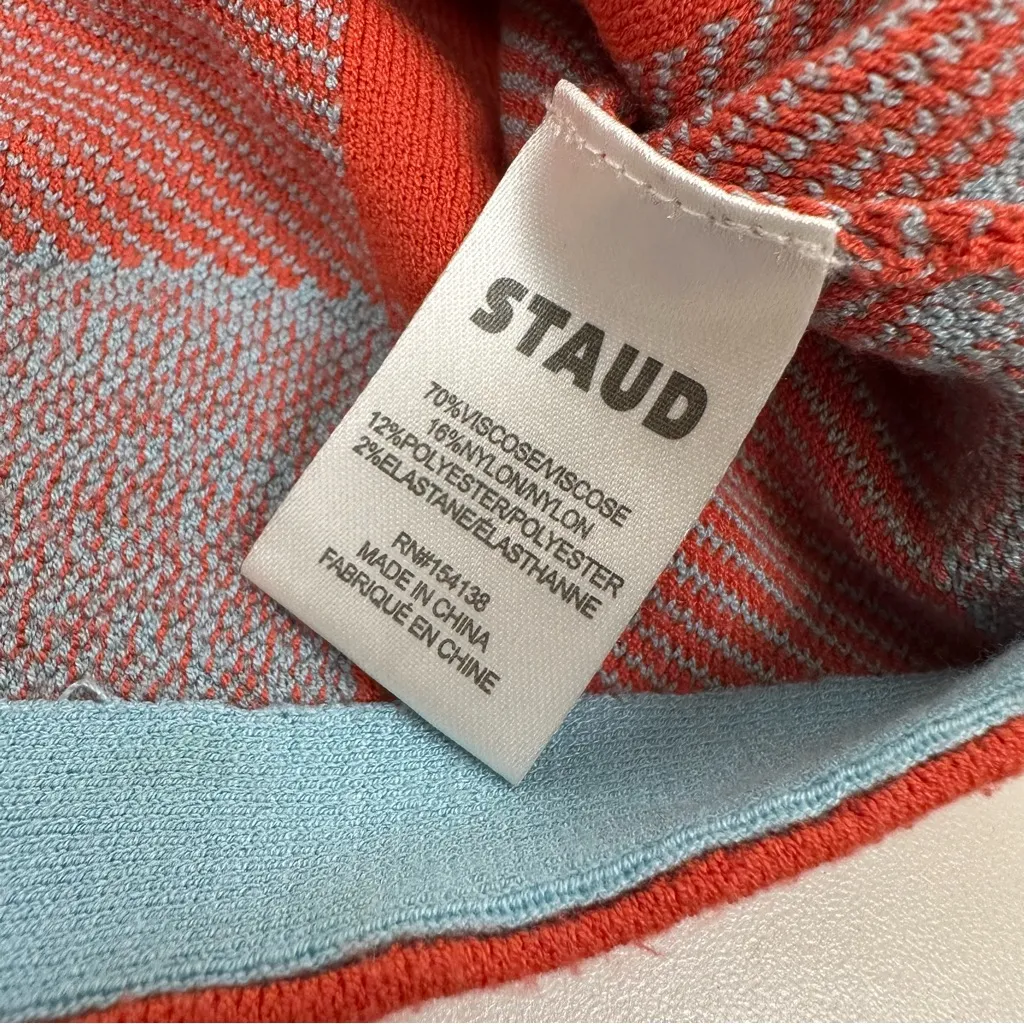 STAUD
70%VISCOSE/VISCOSE
16%NYLON/NYLON
12%POLYESTER/POLYESTER
2%ELASTANE/ÉLASTHANNE
RN#154138
MADE IN CHINA
FABRIQUÉ EN CHINE